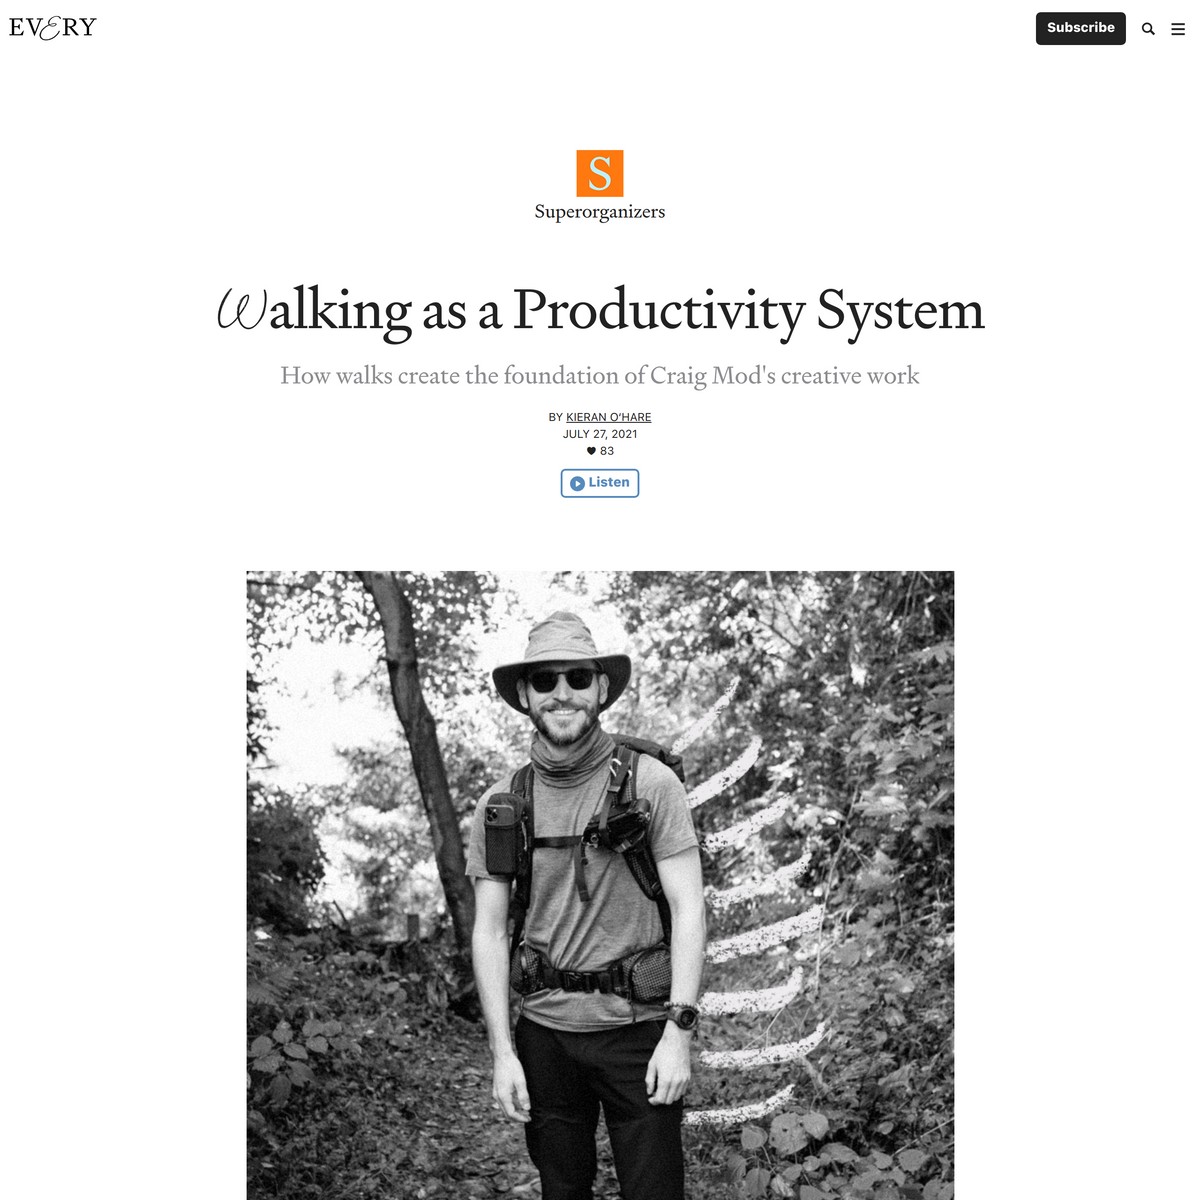 EVERY
Subscribe
S
Superorganizers
Walking as a Productivity System
How walks create the foundation of Craig Mod's creative work
BY KIERAN O'HARE
JULY 27, 2021
83
Listen